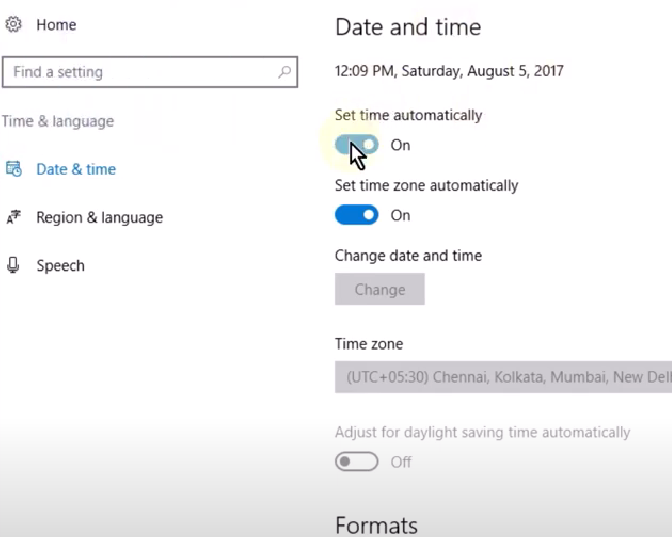 Home
Find a setting
Time & language
Date & time
Region & language
Speech
Date and time
12:09 PM, Saturday, August 5, 2017
Set time automatically
On
Set time zone automatically
On
Change date and time
Change
Time zone
(UTC+05:30) Chennai, Kolkata, Mumbai, New Del
Adjust for daylight saving time automatically
Off
Formats